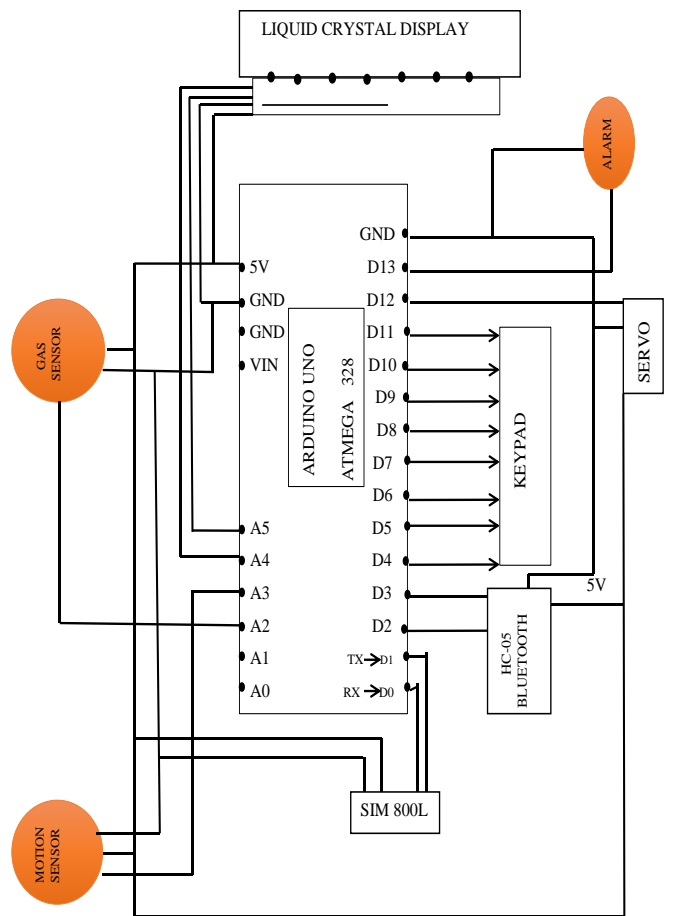 LIQUID CRYSTAL DISPLAY
ALARM
GND
5V
D13
GND
D12
GND
D11
VIN
D10
D9
D8
D7
D6
A5
D5
A4
D4
A3
D3
A2
D2
A1
TX D1
A0
RX D0
ARDUINO UNO
ATMEGA 328
GAS
SENSOR
KEYPAD
SERVO
5V
HC-05
BLUETOOTH
SIM 800L
MOTION
SENSOR